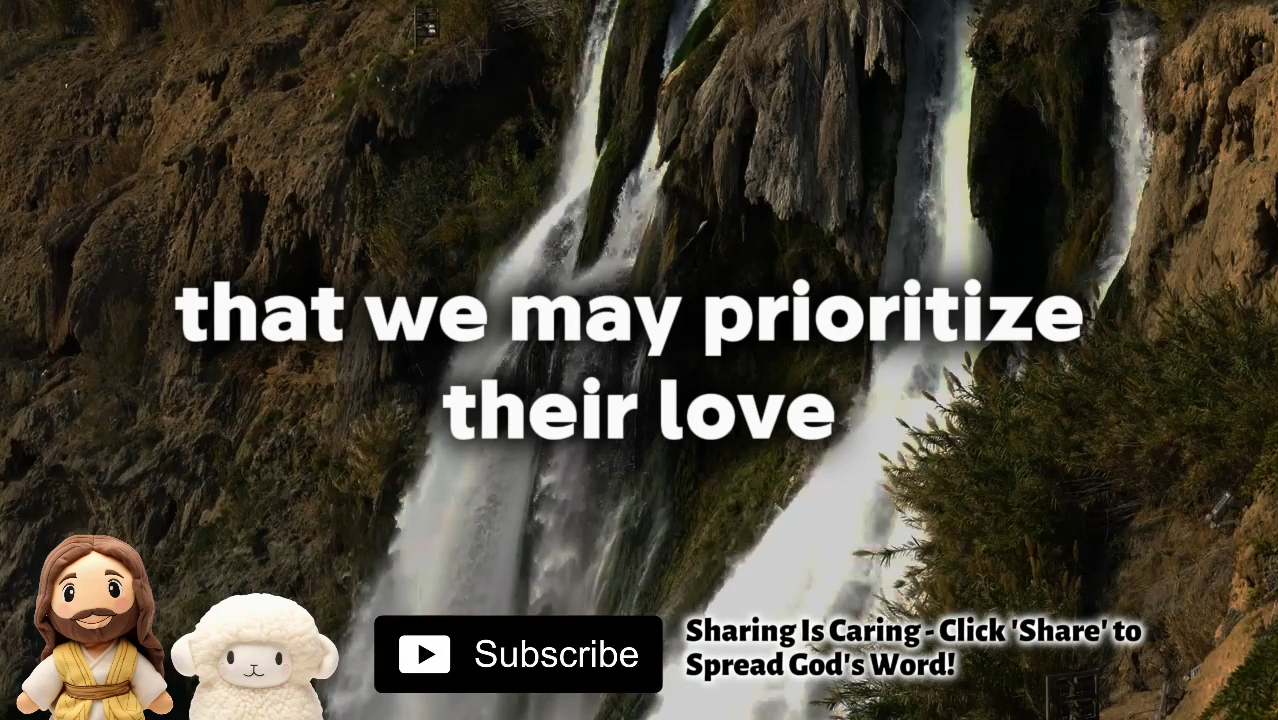 that we may prioritize
their love
Subscribe
Sharing Is Caring - Click 'Share' to
Spread God's Word!